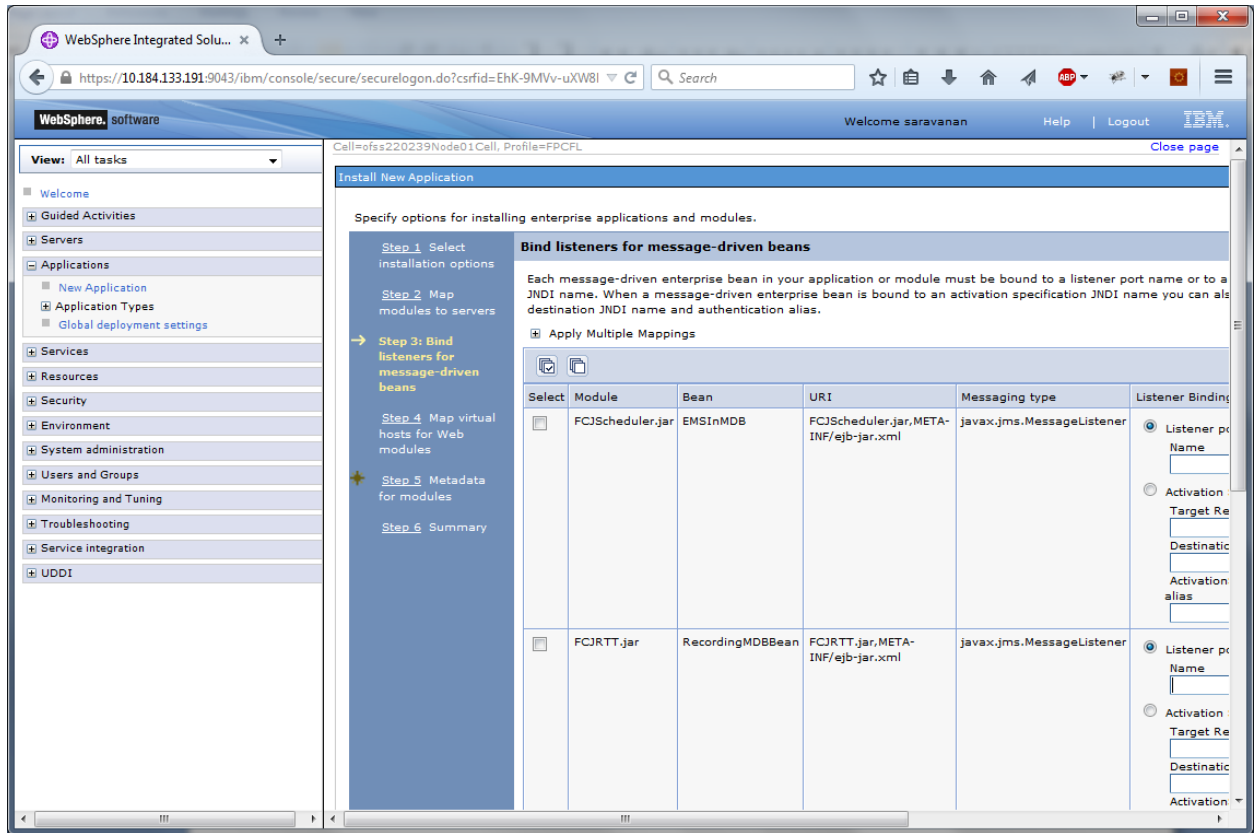 WebSphere Integrated Solu... ×
+
https://10.184.133.191:9043/ibm/console/secure/securelogon.do?csrfid=EhK-9MVv-uXW8l
Search
ABP
WebSphere. software
Welcome saravanan
Help | Logout
IBM.
View: All tasks
Welcome
Guided Activities
Servers
Applications
New Application
Application Types
Global deployment settings
Services
Resources
Security
Environment
System administration
Users and Groups
Monitoring and Tuning
Troubleshooting
Service integration
UDDI
Cell=ofss220239Node01Cell, Profile=FPCFL
Close page
Install New Application
Specify options for installing enterprise applications and modules.
Step 1 Select
installation options
Step 2 Map
modules to servers
Step 3: Bind
listeners for
message-driven
beans
Step 4 Map virtual
hosts for Web
modules
Step 5 Metadata
for modules
Step 6 Summary
Bind listeners for message-driven beans
Each message-driven enterprise bean in your application or module must be bound to a listener port name or to a
JNDI name. When a message-driven enterprise bean is bound to an activation specification JNDI name you can als
destination JNDI name and authentication alias.
Apply Multiple Mappings
Select Module Bean URI Messaging type Listener Binding
FCJScheduler.jar EMSInMDB FCJScheduler.jar,META-
INF/ejb-jar.xml
javax.jms.MessageListener
Listener po
Name
Activation
Target Re
Destinatio
Activation
alias
FCJRTT.jar RecordingMDBBean FCJRTT.jar,META-
INF/ejb-jar.xml
javax.jms.MessageListener
Listener po
Name
Activation
Target Re
Destinatio
Activation